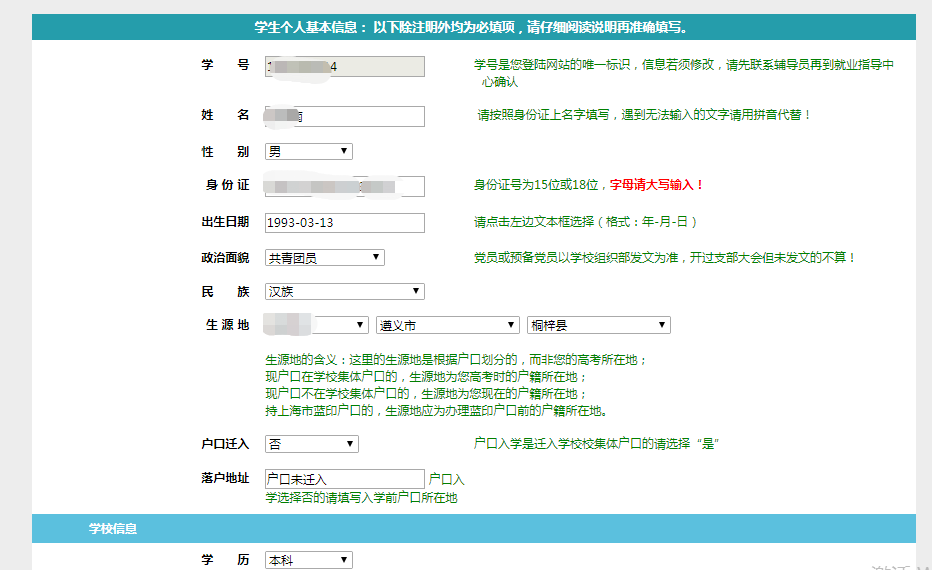 学生个人基本信息：以下除注明外均为必填项，请仔细阅读说明再准确填写。
学 号 4 学号是您登陆网站的唯一标识，信息若须修改，请先联系辅导员再到就业指导中
心确认
姓 名 请按照身份证上名字填写，遇到无法输入的文字请用拼音代替！
性 别 男
身 份 证 身份证号为15位或18位，字母请大写输入！
出生日期 1993-03-13 请点击左边文本框选择（格式：年-月-日）
政治面貌 共青团员 党员或预备党员以学校组织部发文为准，开过支部大会但未发文的不算！
民 族 汉族
生 源 地 遵义市 桐梓县
生源地的含义：这里的生源地是根据户口划分的，而非您的高考所在地；
现户口在学校集体户口的，生源地为您高考时的户籍所在地；
现户口不在学校集体户口的，生源地为您现在的户籍所在地；
持上海市蓝印户口的，生源地应为办理蓝印户口前的户籍所在地。
户口迁入 否 户口入学是迁入学校校集体户口的请选择“是”
落户地址 户口未迁入 户口入
学选择否的请填写入学前户口所在地
学校信息
学 历 本科